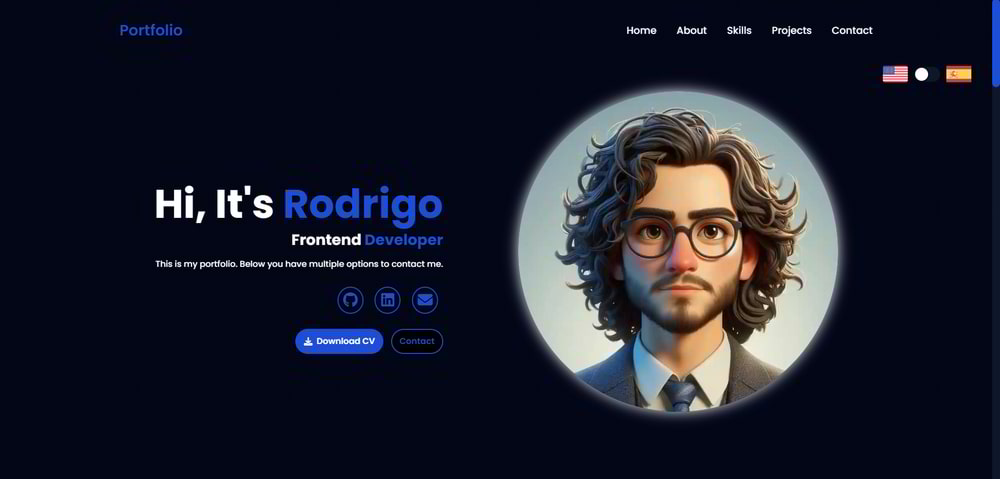 Portfolio
Home About Skills Projects Contact
Hi, It's Rodrigo
Frontend Developer
This is my portfolio. Below you have multiple options to contact me.
Download CV Contact